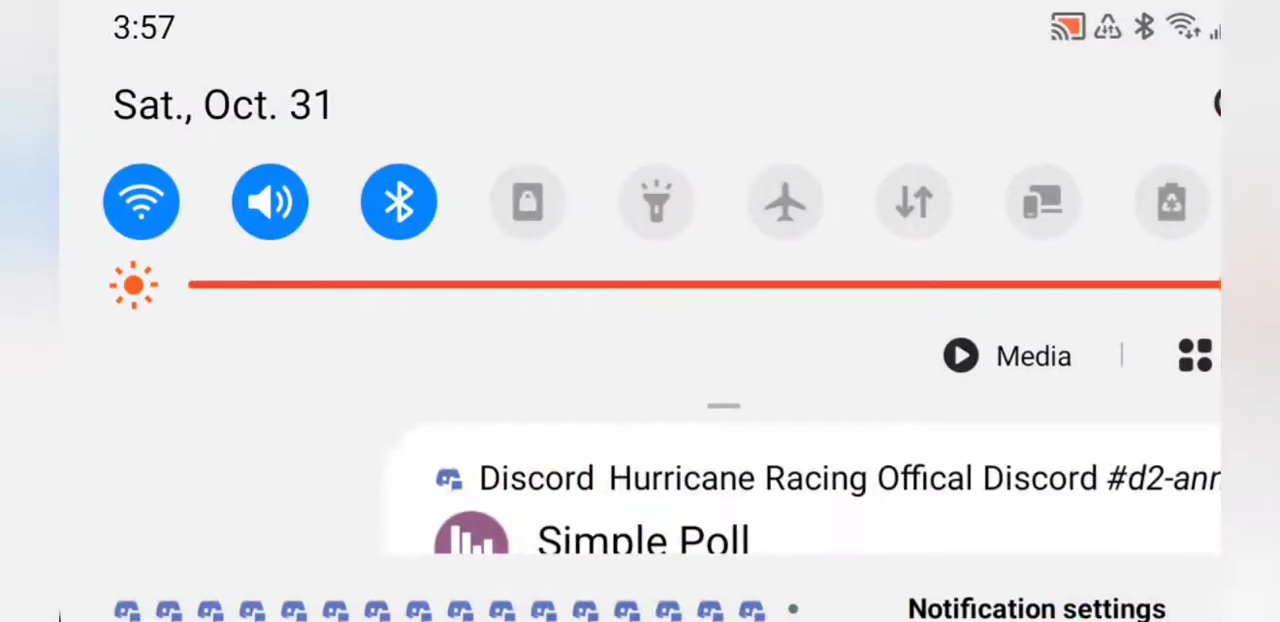 3:57
Sat., Oct. 31
Media
Discord Hurricane Racing Offical Discord #d2-ann
Simple Poll
Notification settings